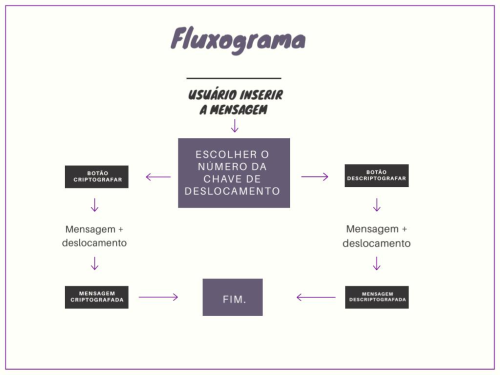 Fluxograma
USUÁRIO INSERIR
A MENSAGEM
ESCOLHER O
NÚMERO DA
CHAVE DE
DESLOCAMENTO
BOTÃO
CRIPTOGRAFAR
BOTÃO
DESCRIPTOGRAFAR
Mensagem +
deslocamento
Mensagem +
deslocamento
MENSAGEM
CRIPTOGRAFADA
FIM.
MENSAGEM
DESCRIPTOGRAFADA